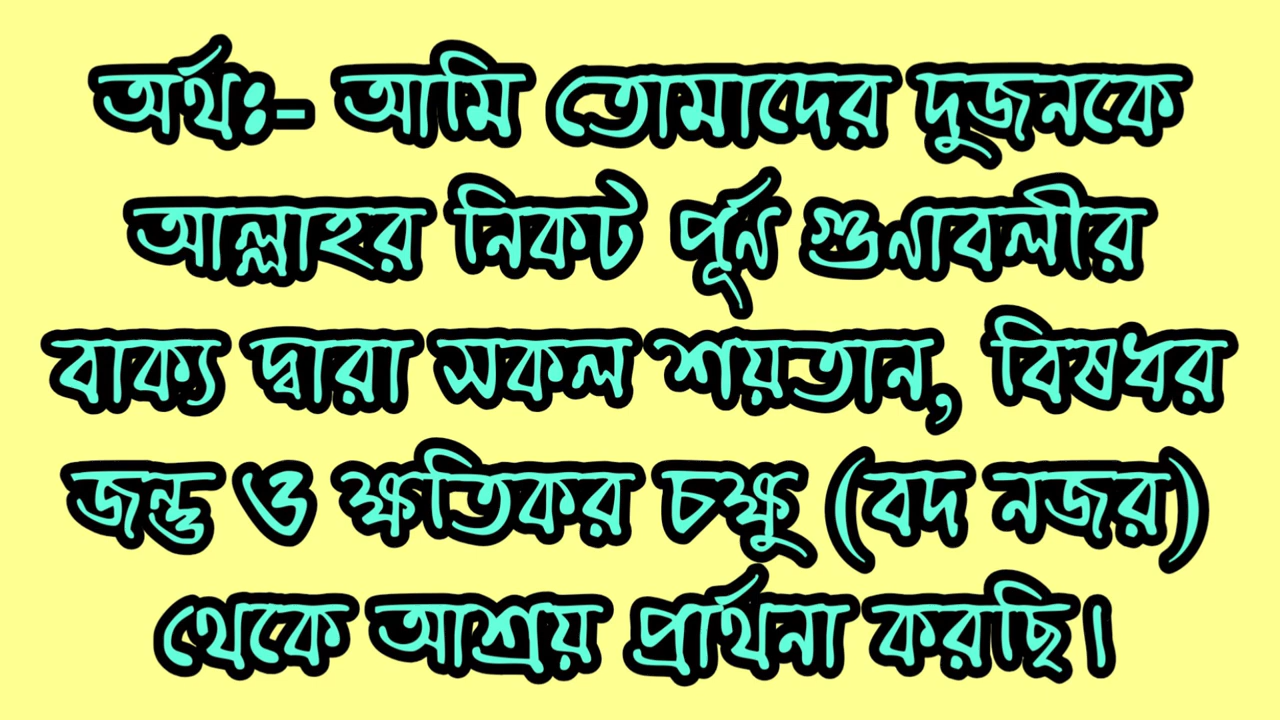 অর্থঃ- আমি তোমাদের দুজনকে
আল্লাহর নিকট পূর্ন গুনাবলীর
বাক্য দ্বারা সকল শয়তান, বিষধর
জন্তু ও ক্ষতিকর চক্ষু (বদ নজর)
থেকে আশ্রয় প্রার্থনা করছি।